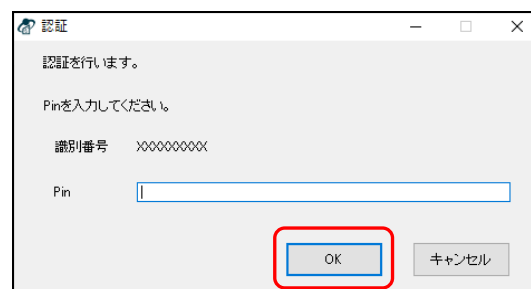 認証
認証を行います。
Pinを入力してください。
識別番号 XXXXXXXXX
Pin
OK キャンセル